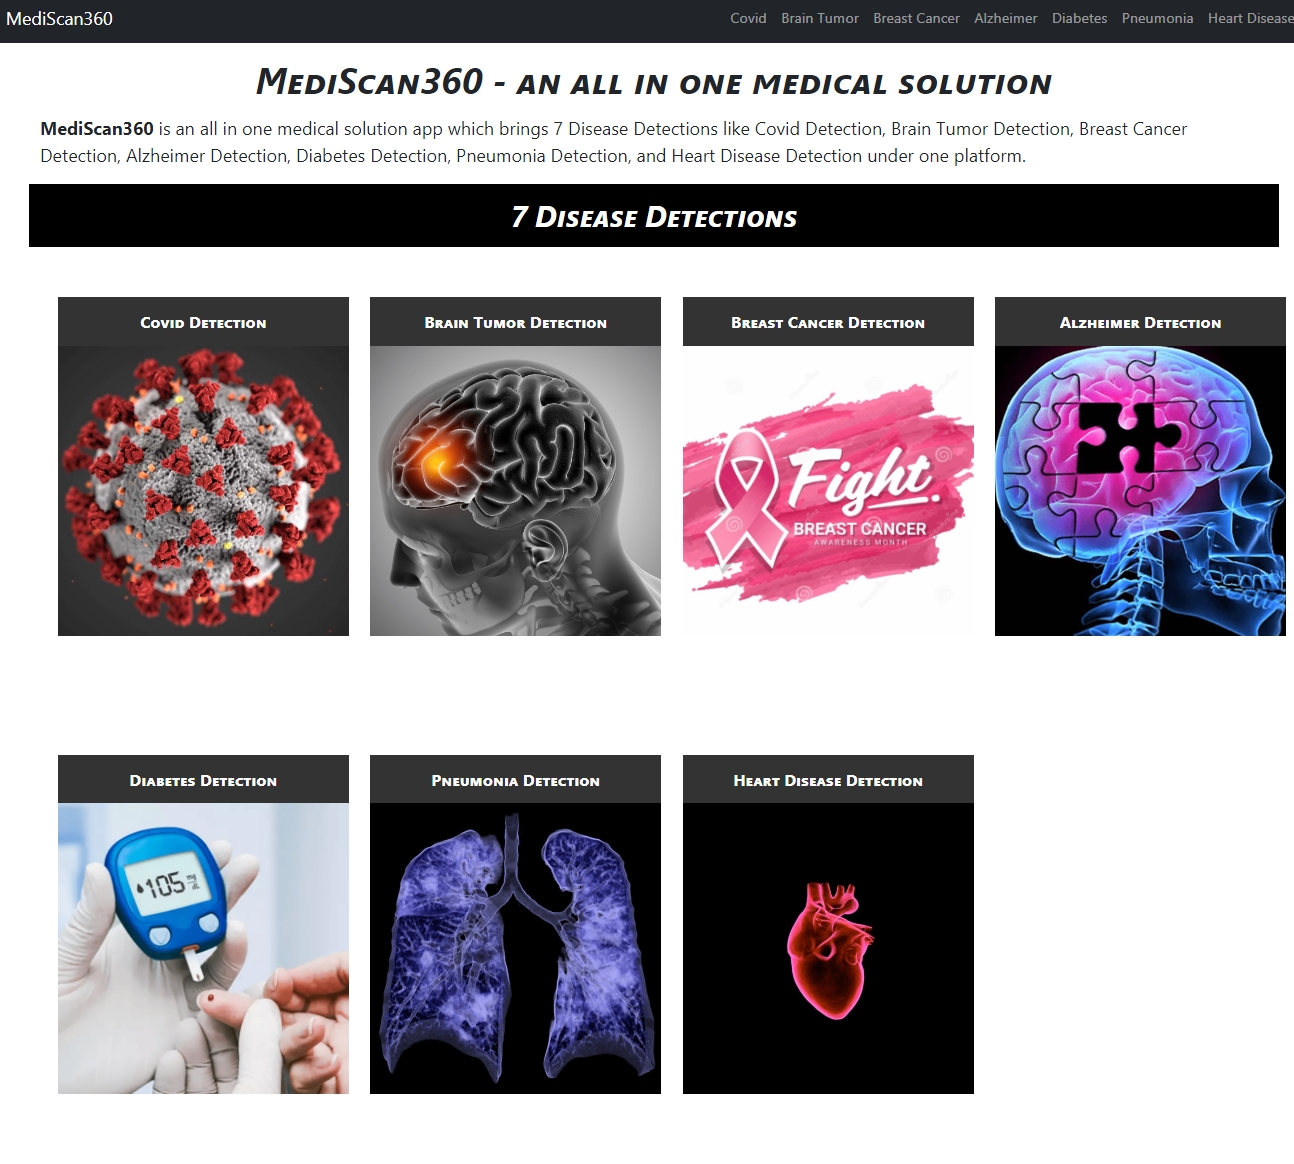 MediScan360
Covid Brain Tumor Breast Cancer Alzheimer Diabetes Pneumonia Heart Disease
MediScan360 - an all in one medical solution
MediScan360 is an all in one medical solution app which brings 7 Disease Detections like Covid Detection, Brain Tumor Detection, Breast Cancer
Detection, Alzheimer Detection, Diabetes Detection, Pneumonia Detection, and Heart Disease Detection under one platform.
7 Disease Detections
Covid Detection
Brain Tumor Detection
Breast Cancer Detection
Alzheimer Detection
Fight.
BREAST CANCER
AWARENESS MONTH
Diabetes Detection
Pneumonia Detection
Heart Disease Detection
105 mg/dL